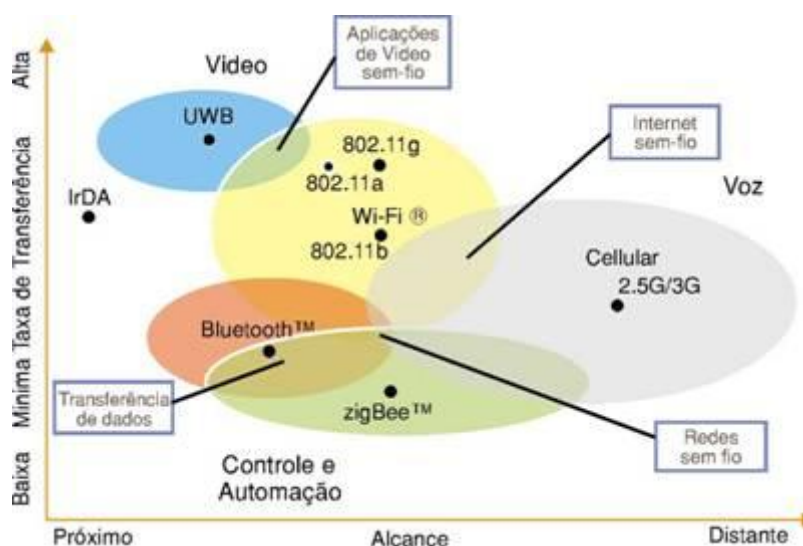 Aplicações
de Video
sem-fio
Video
UWB
Internet
sem-fio
802.11g
802.11a
Voz
IrDA
Wi-Fi ®
802.11b
Cellular
2.5G/3G
Bluetooth™
Transferência
de dados
zigBee™
Redes
sem fio
Controle e
Automação
Alta
Mínima Taxa de Transferência
Baixa
Próximo
Alcance
Distante